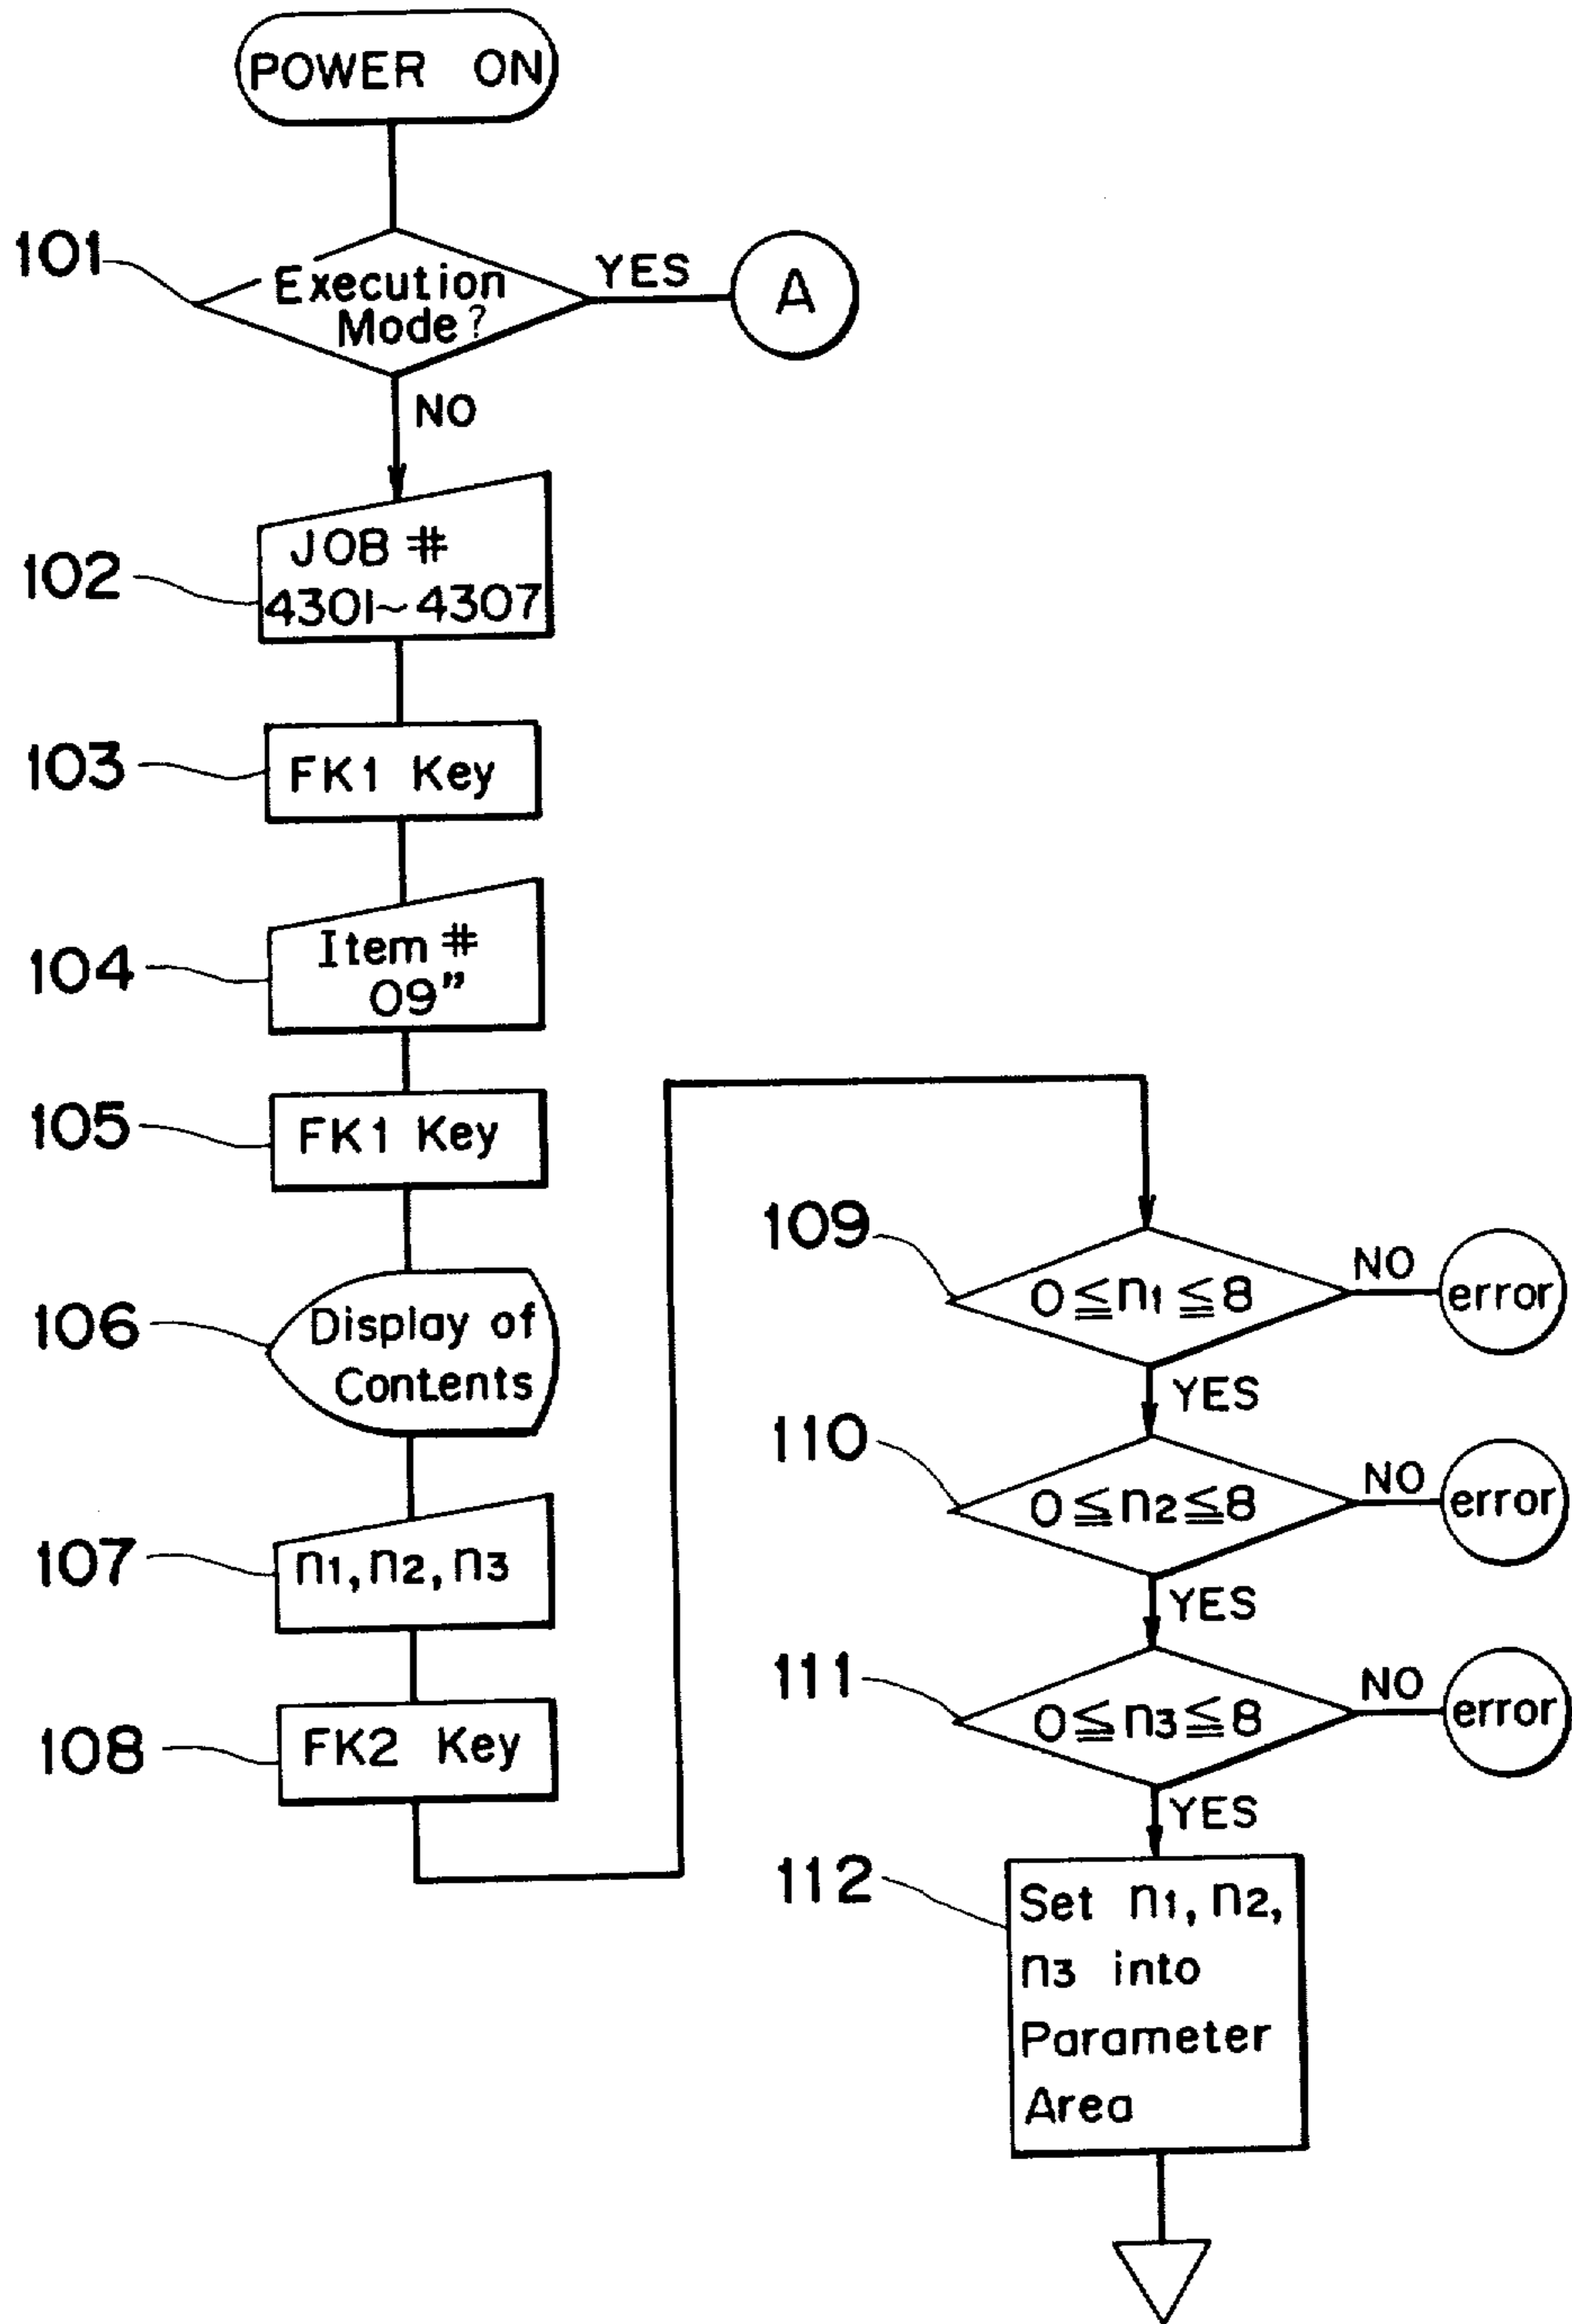 POWER ON
101
Execution
Mode?
YES
A
NO
102
JOB #
4301~4307
103
FK1 Key
104
Item #
09"
105
FK1 Key
106
Display of
Contents
107
n1, n2, n3
108
FK2 Key
109
0≦n1≦8
NO
error
YES
110
0≦n2≦8
NO
error
YES
111
0≦n3≦8
NO
error
YES
112
Set n1, n2,
n3 into
Parameter
Area